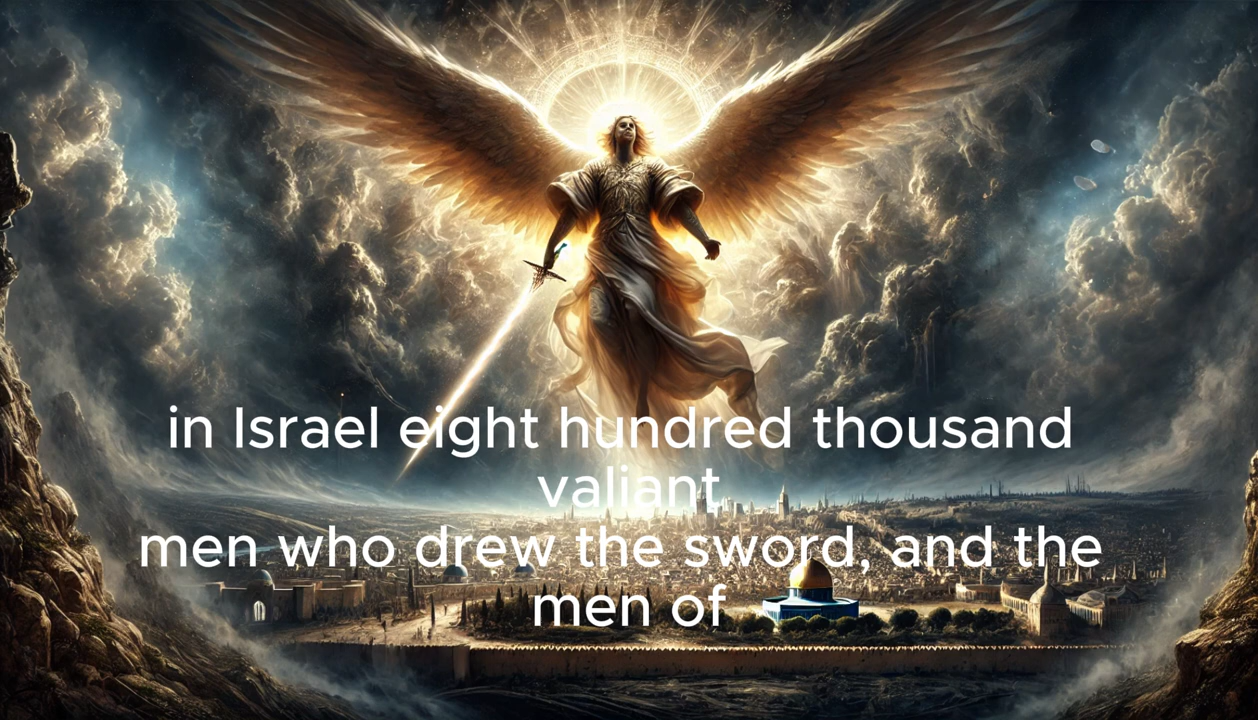 in Israel eight hundred thousand
valiant
men who drew the sword, and the
men of